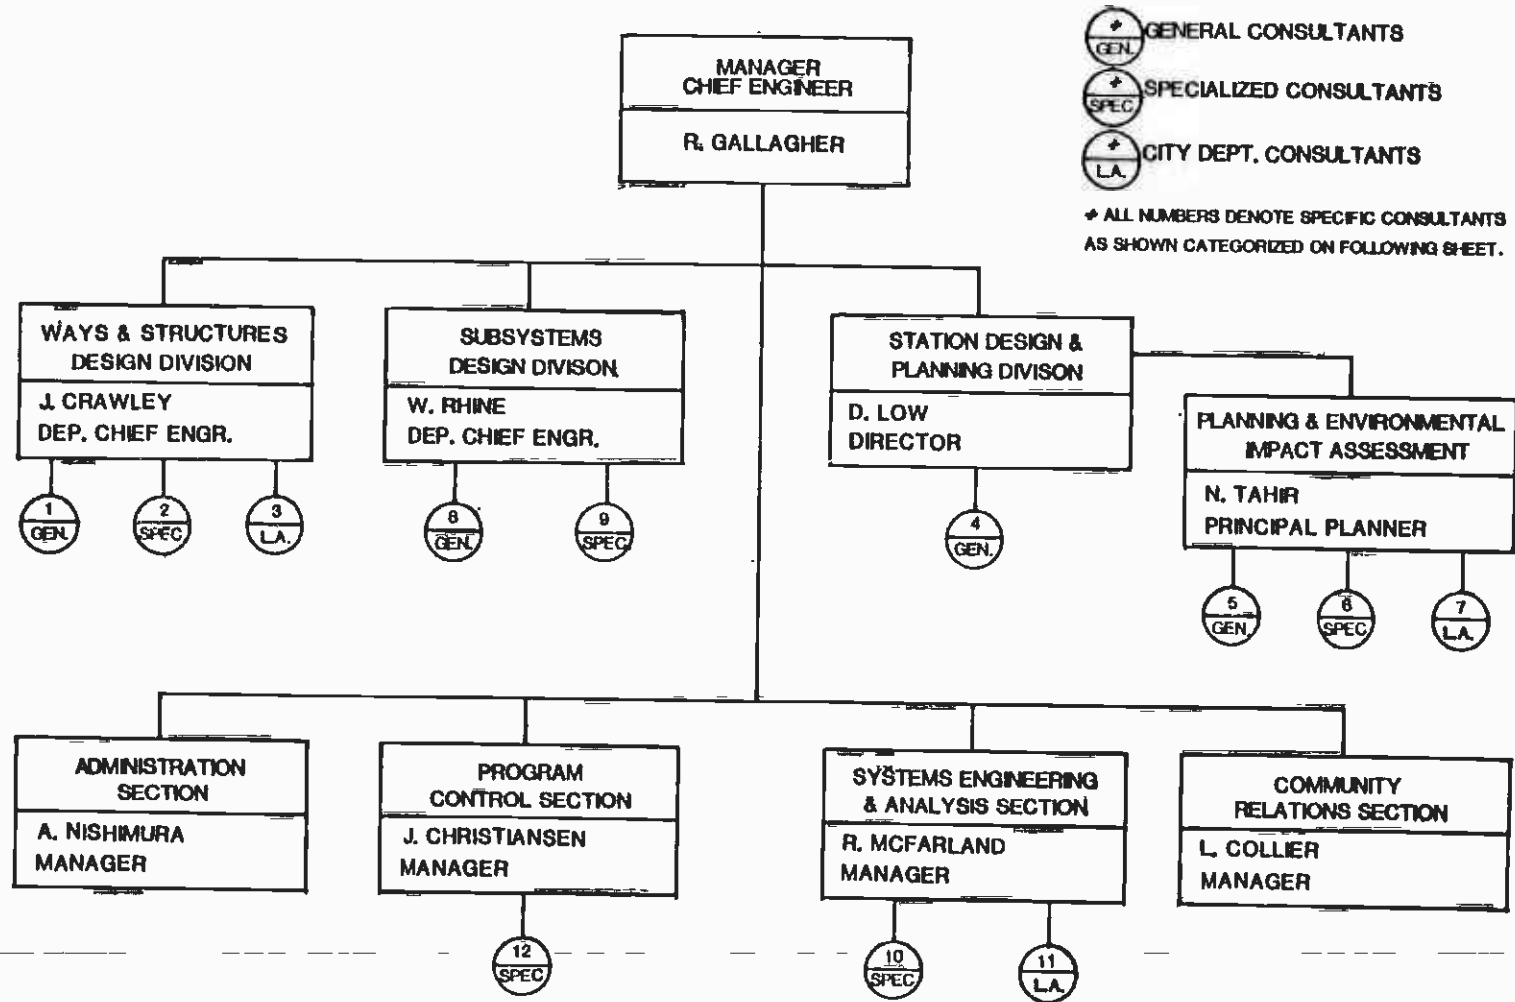 MANAGER
CHIEF ENGINEER
R. GALLAGHER
*
GEN.
GENERAL CONSULTANTS
*
SPEC
SPECIALIZED CONSULTANTS
*
L.A.
CITY DEPT. CONSULTANTS
* ALL NUMBERS DENOTE SPECIFIC CONSULTANTS
AS SHOWN CATEGORIZED ON FOLLOWING SHEET.
WAYS & STRUCTURES
DESIGN DIVISION
J. CRAWLEY
DEP. CHIEF ENGR.
1
GEN.
2
SPEC
3
L.A.
SUBSYSTEMS
DESIGN DIVISON
W. RHINE
DEP. CHIEF ENGR.
8
GEN.
9
SPEC.
STATION DESIGN &
PLANNING DIVISON
D. LOW
DIRECTOR
4
GEN.
PLANNING & ENVIRONMENTAL
IMPACT ASSESSMENT
N. TAHIR
PRINCIPAL PLANNER
5
GEN.
6
SPEC
7
L.A.
ADMINISTRATION
SECTION
A. NISHIMURA
MANAGER
PROGRAM
CONTROL SECTION
J. CHRISTIANSEN
MANAGER
12
SPEC
SYSTEMS ENGINEERING
& ANALYSIS SECTION
R. MCFARLAND
MANAGER
10
SPEC
11
L.A.
COMMUNITY
RELATIONS SECTION
L. COLLIER
MANAGER